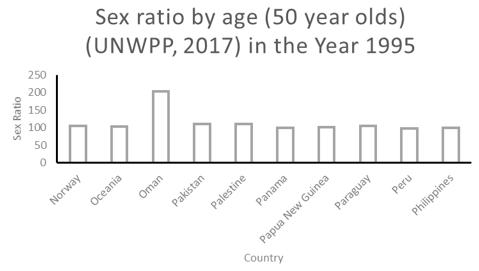 Sex ratio by age (50 year olds)
(UNWPP, 2017) in the Year 1995
250
200
150
100
50
0
Sex Ratio
Norway
Oceania
Oman
Pakistan
Palestine
Panama
Papua New Guinea
Paraguay
Peru
Philippines
Country